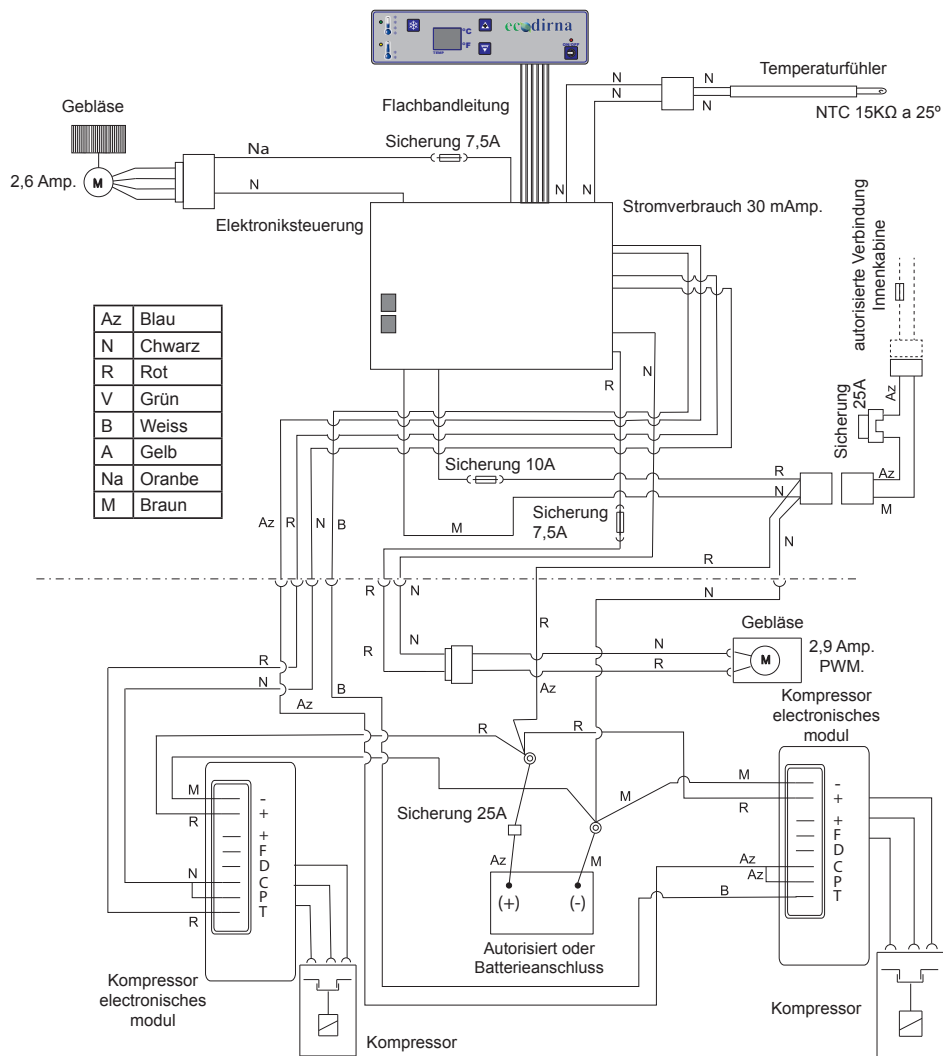 ecodirna
°C
°F
TEMP
ON/OFF
Temperaturfühler
NTC 15KΩ a 25º
N
N
N
N
N
N
Flachbandleitung
Gebläse
2,6 Amp.
M
Na
N
Sicherung 7,5A
Elektroniksteuerung
Stromverbrauch 30 mAmp.
autorisierte Verbindung
Innenkabine
Az Blau
N Chwarz
R Rot
V Grün
B Weiss
A Gelb
Na Oranbe
M Braun
R
N
Az
Sicherung
25A
Az
M
Sicherung 10A
R
N
M
Sicherung
7,5A
Az
R
N
B
N
R
R
N
N
R
N
R
Az
N
R
Gebläse
M
2,9 Amp.
PWM.
R
N
Az
B
Kompressor
electronisches
modul
R
R
M
R
-
+
+
F
D
C
P
T
N
R
Sicherung 25A
Az
M
(+)
(-)
Autorisiert oder
Batterieanschluss
M
M
R
Az
Az
B
-
+
+
F
D
C
P
T
Kompressor
electronisches
modul
Kompressor
Kompressor